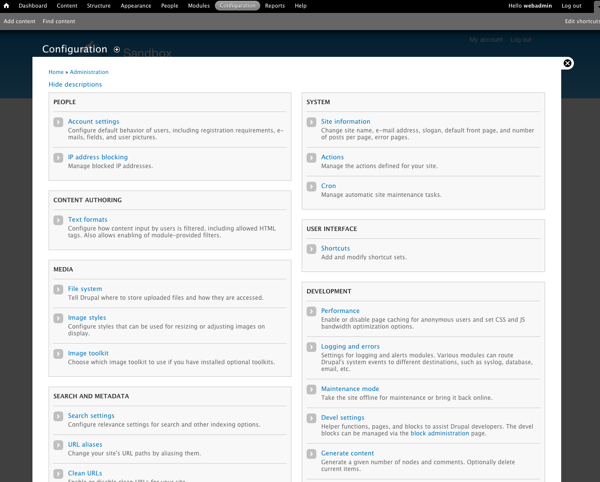 Dashboard Content Structure Appearance People Modules Configuration Reports Help Hello webadmin Log out
Add content Find content Edit shortcuts
My account Log out
Configuration
Sandbox
Home » Administration
Hide descriptions
PEOPLE
Account settings
Configure default behavior of users, including registration requirements, e-
mails, fields, and user pictures.
IP address blocking
Manage blocked IP addresses.
CONTENT AUTHORING
Text formats
Configure how content input by users is filtered, including allowed HTML
tags. Also allows enabling of module-provided filters.
MEDIA
File system
Tell Drupal where to store uploaded files and how they are accessed.
Image styles
Configure styles that can be used for resizing or adjusting images on
display.
Image toolkit
Choose which image toolkit to use if you have installed optional toolkits.
SEARCH AND METADATA
Search settings
Configure relevance settings for search and other indexing options.
URL aliases
Change your site's URL paths by aliasing them.
Clean URLs
Enable or disable clean URLs for your site.
SYSTEM
Site information
Change site name, e-mail address, slogan, default front page, and number
of posts per page, error pages.
Actions
Manage the actions defined for your site.
Cron
Manage automatic site maintenance tasks.
USER INTERFACE
Shortcuts
Add and modify shortcut sets.
DEVELOPMENT
Performance
Enable or disable page caching for anonymous users and set CSS and JS
bandwidth optimization options.
Logging and errors
Settings for logging and alerts modules. Various modules can route
Drupal's system events to different destinations, such as syslog, database,
email, etc.
Maintenance mode
Take the site offline for maintenance or bring it back online.
Devel settings
Helper functions, pages, and blocks to assist Drupal developers. The devel
blocks can be managed via the block administration page.
Generate content
Generate a given number of nodes and comments. Optionally delete
current items.